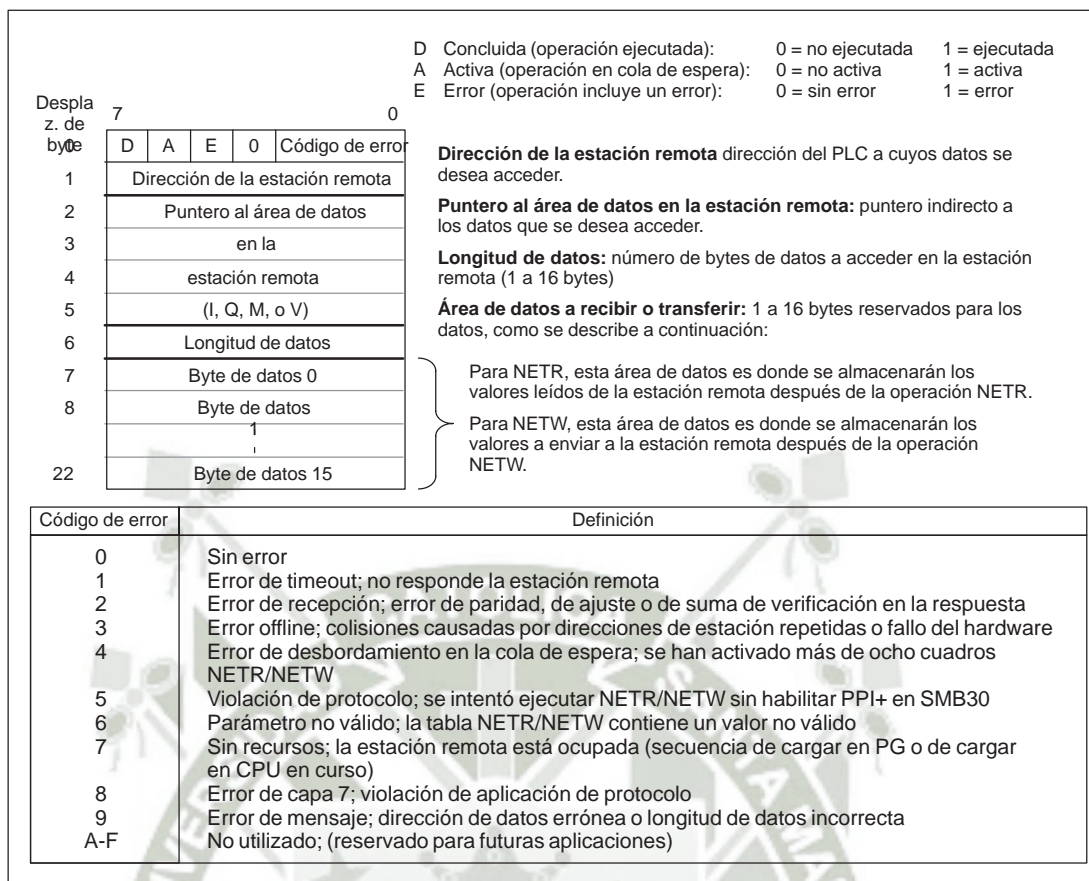 D Concluida (operación ejecutada): 0 = no ejecutada 1 = ejecutada
A Activa (operación en cola de espera): 0 = no activa 1 = activa
E Error (operación incluye un error): 0 = sin error 1 = error
Despla
z. de
byte
7 0
0 D A E 0 Código de error
1 Dirección de la estación remota
2 Puntero al área de datos
3 en la
4 estación remota
5 (I, Q, M, o V)
6 Longitud de datos
7 Byte de datos 0
8 Byte de datos
1
22 Byte de datos 15
Dirección de la estación remota dirección del PLC a cuyos datos se
desea acceder.
Puntero al área de datos en la estación remota: puntero indirecto a
los datos que se desea acceder.
Longitud de datos: número de bytes de datos a acceder en la estación
remota (1 a 16 bytes)
Área de datos a recibir o transferir: 1 a 16 bytes reservados para los
datos, como se describe a continuación:
Para NETR, esta área de datos es donde se almacenarán los
valores leídos de la estación remota después de la operación NETR.
Para NETW, esta área de datos es donde se almacenarán los
valores a enviar a la estación remota después de la operación
NETW.
Código de error Definición
0 Sin error
1 Error de timeout; no responde la estación remota
2 Error de recepción; error de paridad, de ajuste o de suma de verificación en la respuesta
3 Error offline; colisiones causadas por direcciones de estación repetidas o fallo del hardware
4 Error de desbordamiento en la cola de espera; se han activado más de ocho cuadros
NETR/NETW
5 Violación de protocolo; se intentó ejecutar NETR/NETW sin habilitar PPI+ en SMB30
6 Parámetro no válido; la tabla NETR/NETW contiene un valor no válido
7 Sin recursos; la estación remota está ocupada (secuencia de cargar en PG o de cargar
en CPU en curso)
8 Error de capa 7; violación de aplicación de protocolo
9 Error de mensaje; dirección de datos errónea o longitud de datos incorrecta
A-F No utilizado; (reservado para futuras aplicaciones)